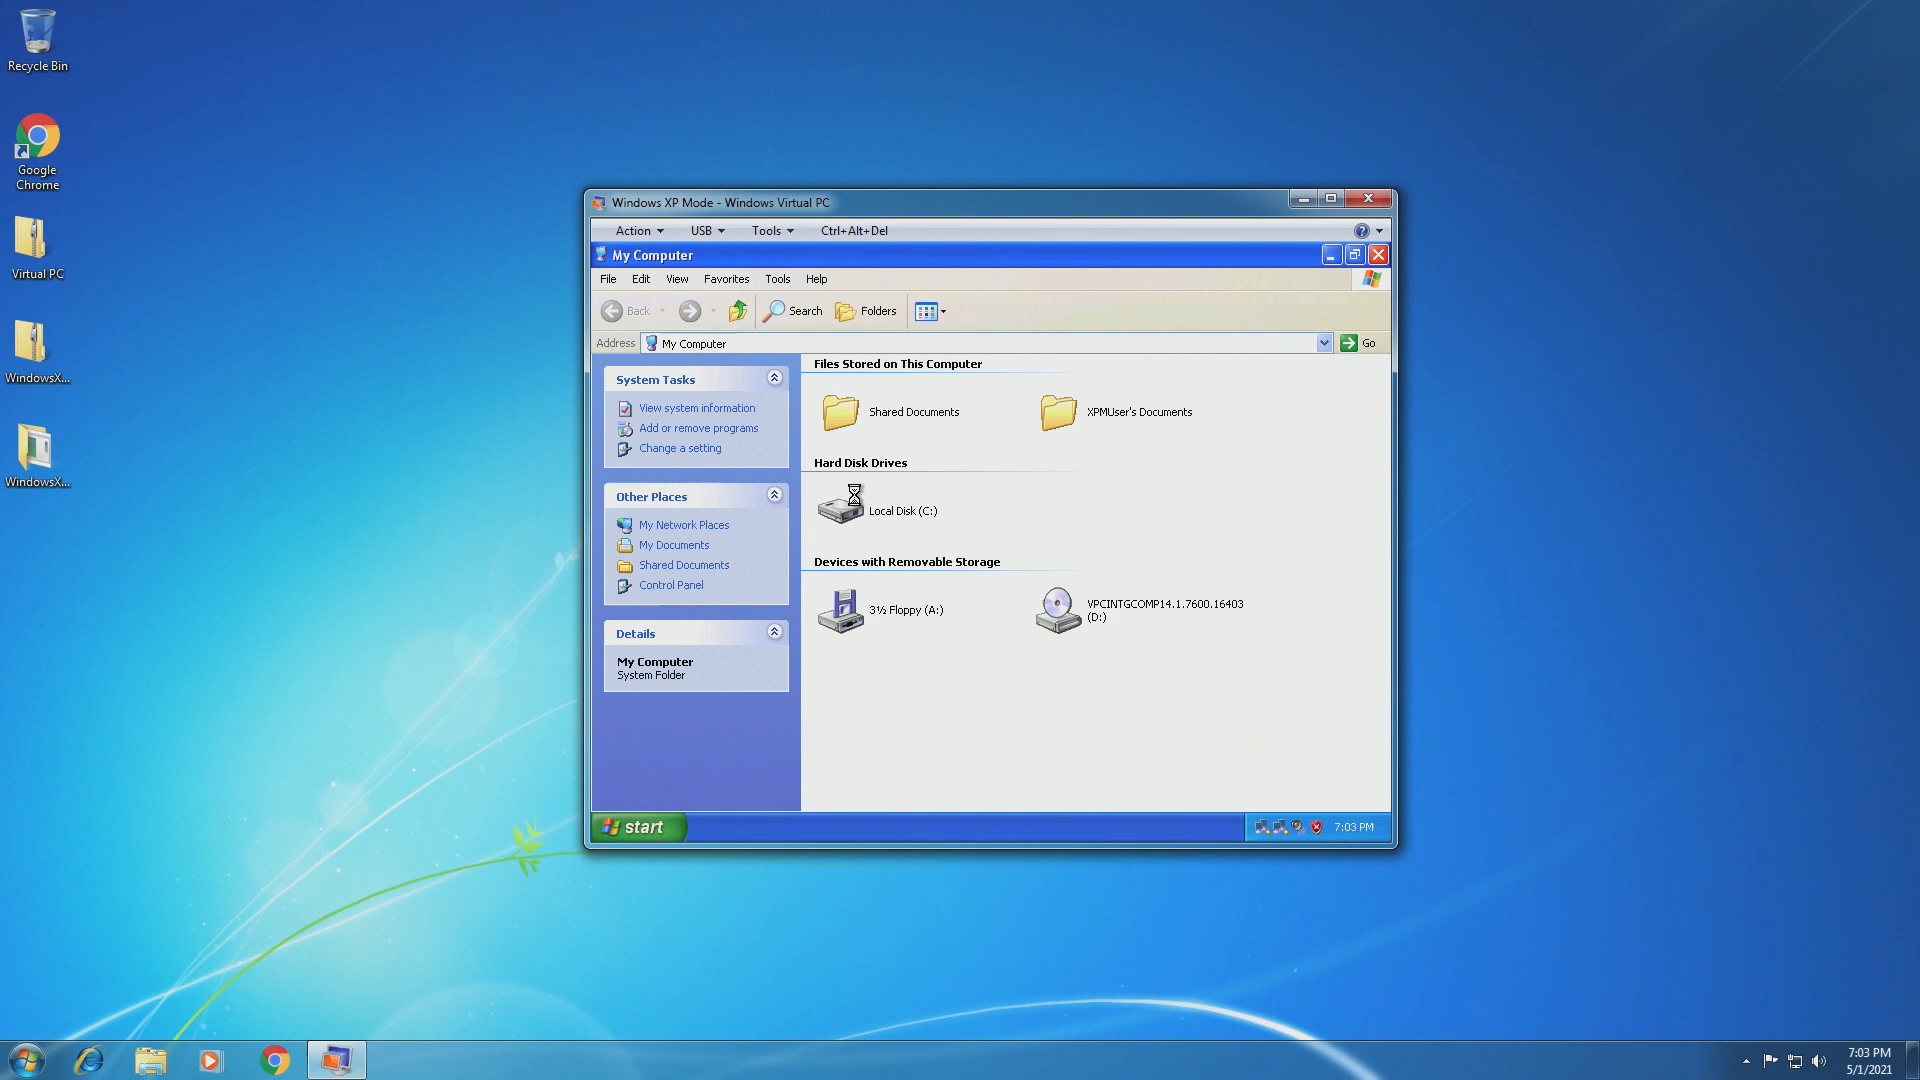 Recycle Bin
Google
Chrome
Virtual PC
WindowsX...
WindowsX...
Windows XP Mode - Windows Virtual PC
Action USB Tools Ctrl+Alt+Del
My Computer
File Edit View Favorites Tools Help
Back Search Folders
Address My Computer Go
System Tasks
View system information
Add or remove programs
Change a setting
Other Places
My Network Places
My Documents
Shared Documents
Control Panel
Details
My Computer
System Folder
Files Stored on This Computer
Shared Documents XPMUser's Documents
Hard Disk Drives
Local Disk (C:)
Devices with Removable Storage
3½ Floppy (A:) VPCINTGCOMP14.1.7600.16403
(D:)
start 7:03 PM
7:03 PM
5/1/2021